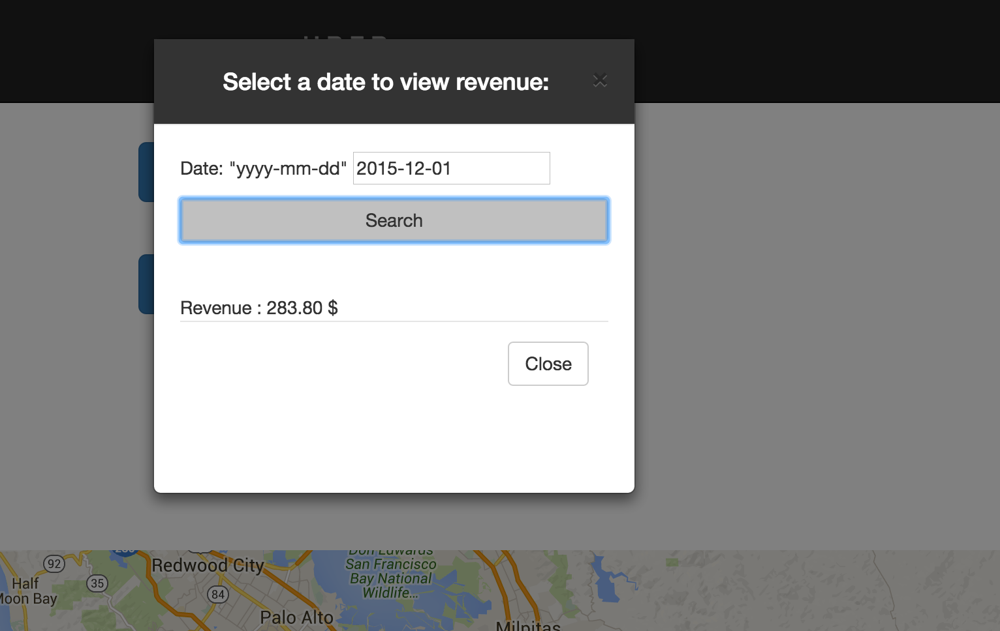 Select a date to view revenue:
×
Date: "yyyy-mm-dd" 2015-12-01
Search
Revenue : 283.80 $
Close
92
Redwood City
Don Edwards
San Francisco
Bay National
Wildlife...
35
Half
Moon Bay
84
Palo Alto
Milpitas